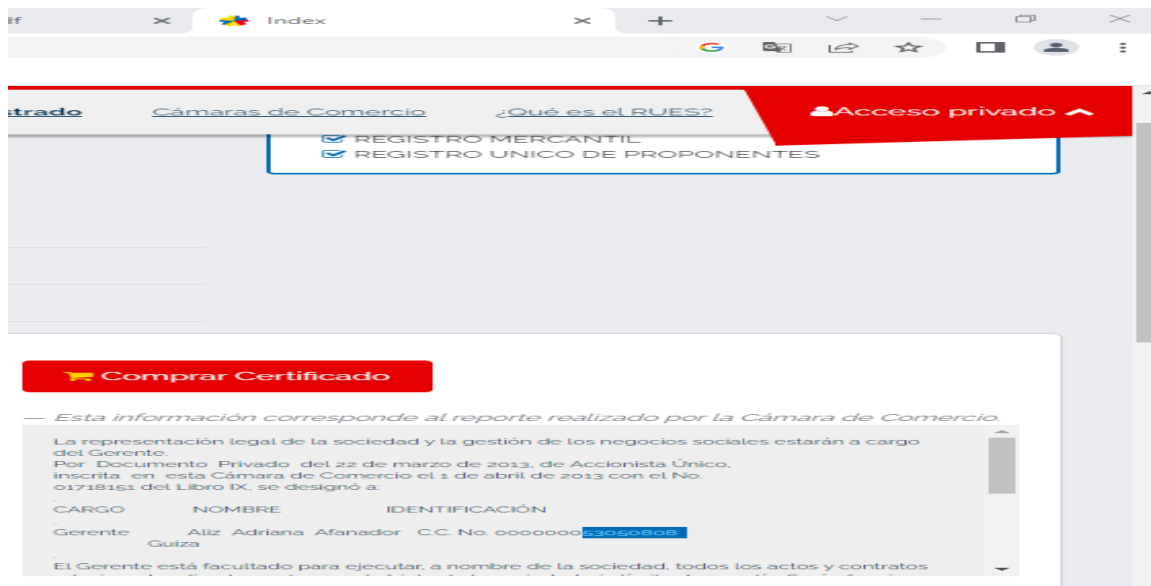 if × Index ×
strado Cámaras de Comercio ¿Qué es el RUES? Acceso privado
REGISTRO MERCANTIL
REGISTRO UNICO DE PROPONENTES
Comprar Certificado
— Esta información corresponde al reporte realizado por la Cámara de Comercio.
La representación legal de la sociedad y la gestión de los negocios sociales estarán a cargo
del Gerente.
Por Documento Privado del 22 de marzo de 2013, de Accionista Único,
inscrita en esta Cámara de Comercio el 1 de abril de 2013 con el No.
01718151 del Libro IX, se designó a:
CARGO NOMBRE IDENTIFICACIÓN
Gerente Aliz Adriana Afanador C.C. No. 000000053050808
Guiza
El Gerente está facultado para ejecutar, a nombre de la sociedad, todos los actos y contratos